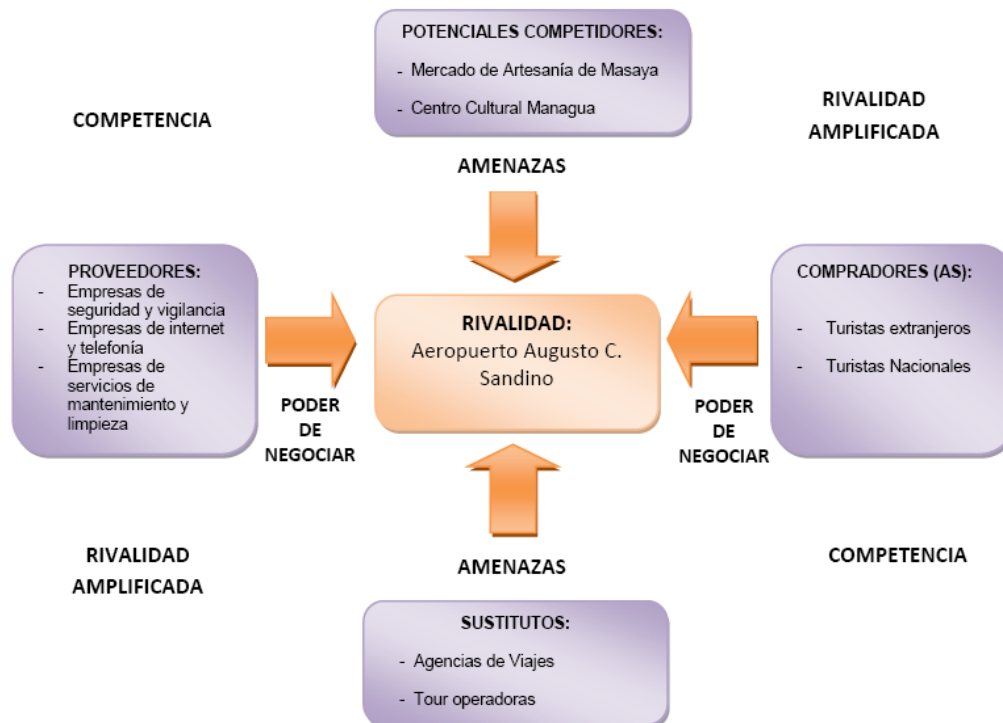 POTENCIALES COMPETIDORES:
- Mercado de Artesanía de Masaya
- Centro Cultural Managua
COMPETENCIA
RIVALIDAD
AMPLIFICADA
AMENAZAS
PROVEEDORES:
- Empresas de
seguridad y vigilancia
- Empresas de internet
y telefonía
- Empresas de
servicios de
mantenimiento y
limpieza
RIVALIDAD:
Aeropuerto Augusto C.
Sandino
COMPRADORES (AS):
- Turistas extranjeros
- Turistas Nacionales
PODER
DE
NEGOCIAR
PODER
DE
NEGOCIAR
RIVALIDAD
AMPLIFICADA
AMENAZAS
COMPETENCIA
SUSTITUTOS:
- Agencias de Viajes
- Tour operadoras